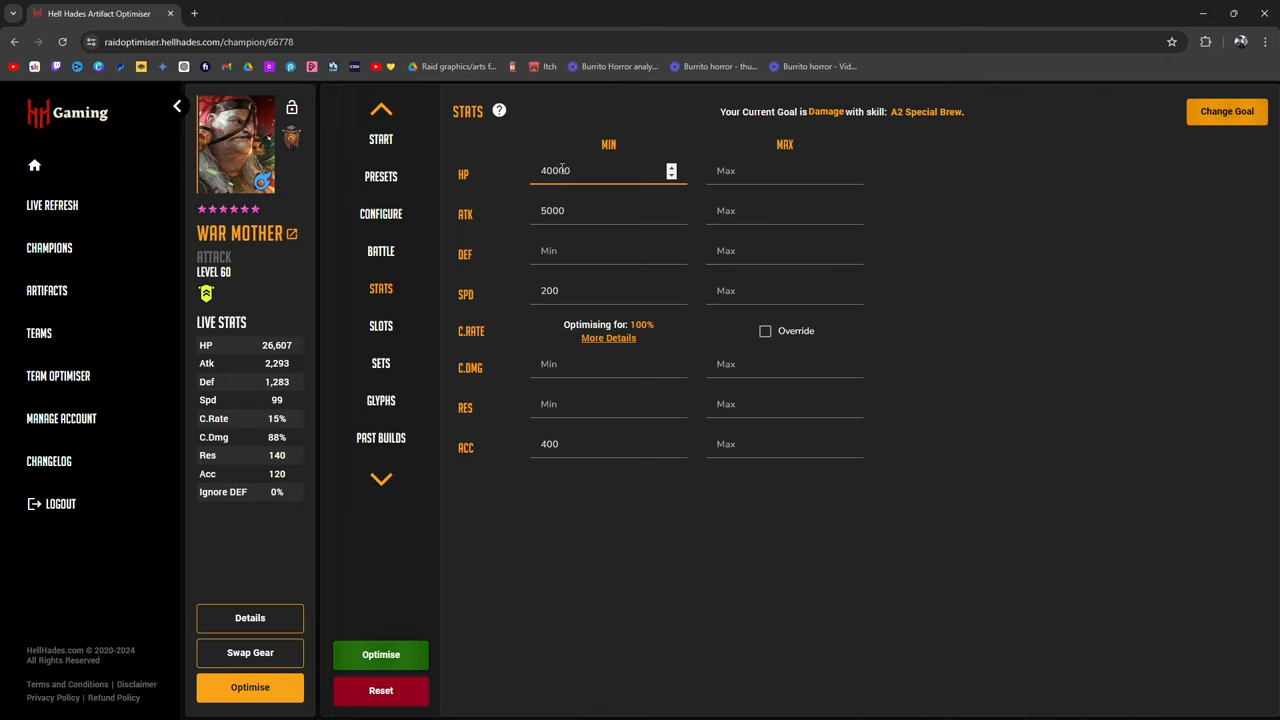 Hell Hades Artifact Optimiser
raidoptimiser.hellhades.com/champion/66778
Raid graphics/arts f...
Itch
Burrito Horror analy...
Burrito horror - thu...
Burrito horror - Vid...
Gaming
LIVE REFRESH
CHAMPIONS
ARTIFACTS
TEAMS
TEAM OPTIMISER
MANAGE ACCOUNT
CHANGELOG
LOGOUT
HellHades.com © 2020-2024
All Rights Reserved
Terms and Conditions | Disclaimer
Privacy Policy | Refund Policy
WAR MOTHER
ATTACK
LEVEL 60
LIVE STATS
HP 26,607
Atk 2,293
Def 1,283
Spd 99
C.Rate 15%
C.Dmg 88%
Res 140
Acc 120
Ignore DEF 0%
Details
Swap Gear
Optimise
START
PRESETS
CONFIGURE
BATTLE
STATS
SLOTS
SETS
GLYPHS
PAST BUILDS
Optimise
Reset
STATS ?
Your Current Goal is Damage with skill: A2 Special Brew.
Change Goal
MIN MAX
HP 40000 Max
ATK 5000 Max
DEF Min Max
SPD 200 Max
C.RATE Optimising for: 100% Override
More Details
C.DMG Min Max
RES Min Max
ACC 400 Max